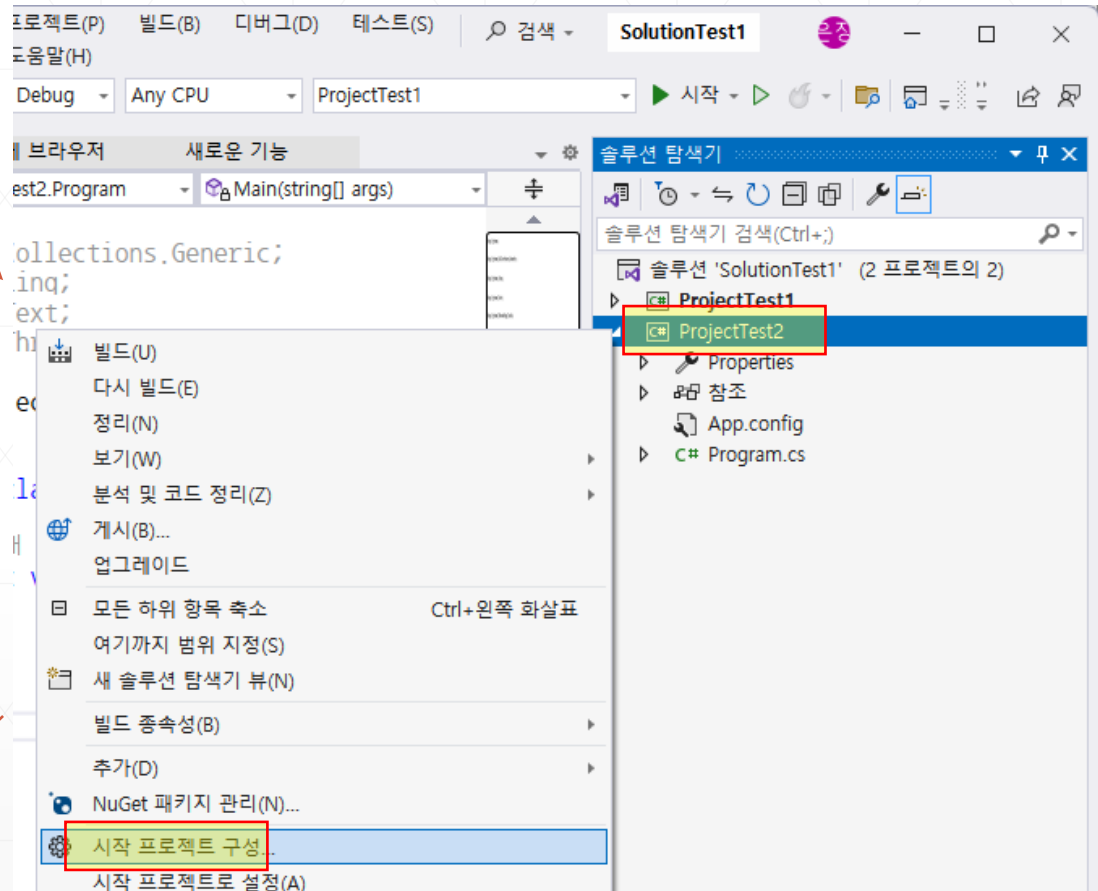 프로젝트(P) 빌드(B) 디버그(D) 테스트(S) 검색 SolutionTest1 은정
도움말(H)
Debug Any CPU ProjectTest1 시작
브라우저 새로운 기능
est2.Program Main(string[] args)
솔루션 탐색기
솔루션 탐색기 검색(Ctrl+;)
솔루션 'SolutionTest1' (2 프로젝트의 2)
C# ProjectTest1
C# ProjectTest2
Properties
참조
App.config
C# Program.cs
Collections.Generic;
Linq;
Text;
빌드(U)
다시 빌드(E)
정리(N)
보기(W)
분석 및 코드 정리(Z)
게시(B)...
업그레이드
모든 하위 항목 축소 Ctrl+왼쪽 화살표
여기까지 범위 지정(S)
새 솔루션 탐색기 뷰(N)
빌드 종속성(B)
추가(D)
NuGet 패키지 관리(N)...
시작 프로젝트 구성...
시작 프로젝트로 설정(A)